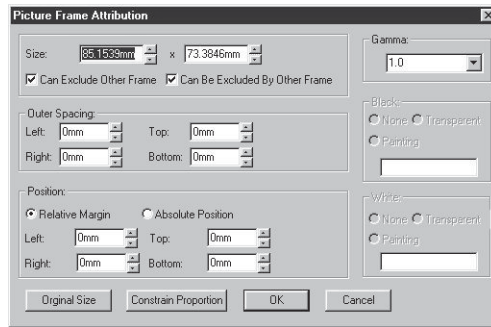 Picture Frame Attribution
Size: 85.1539mm x 73.3846mm
Can Exclude Other Frame Can Be Excluded By Other Frame
Outer Spacing:
Left: 0mm Top: 0mm
Right: 0mm Bottom: 0mm
Position:
Relative Margin Absolute Position
Left: 0mm Top: 0mm
Right: 0mm Bottom: 0mm
Gamma:
1.0
Black:
None Transparent
Painting
White:
None Transparent
Painting
Orginal Size Constrain Proportion OK Cancel